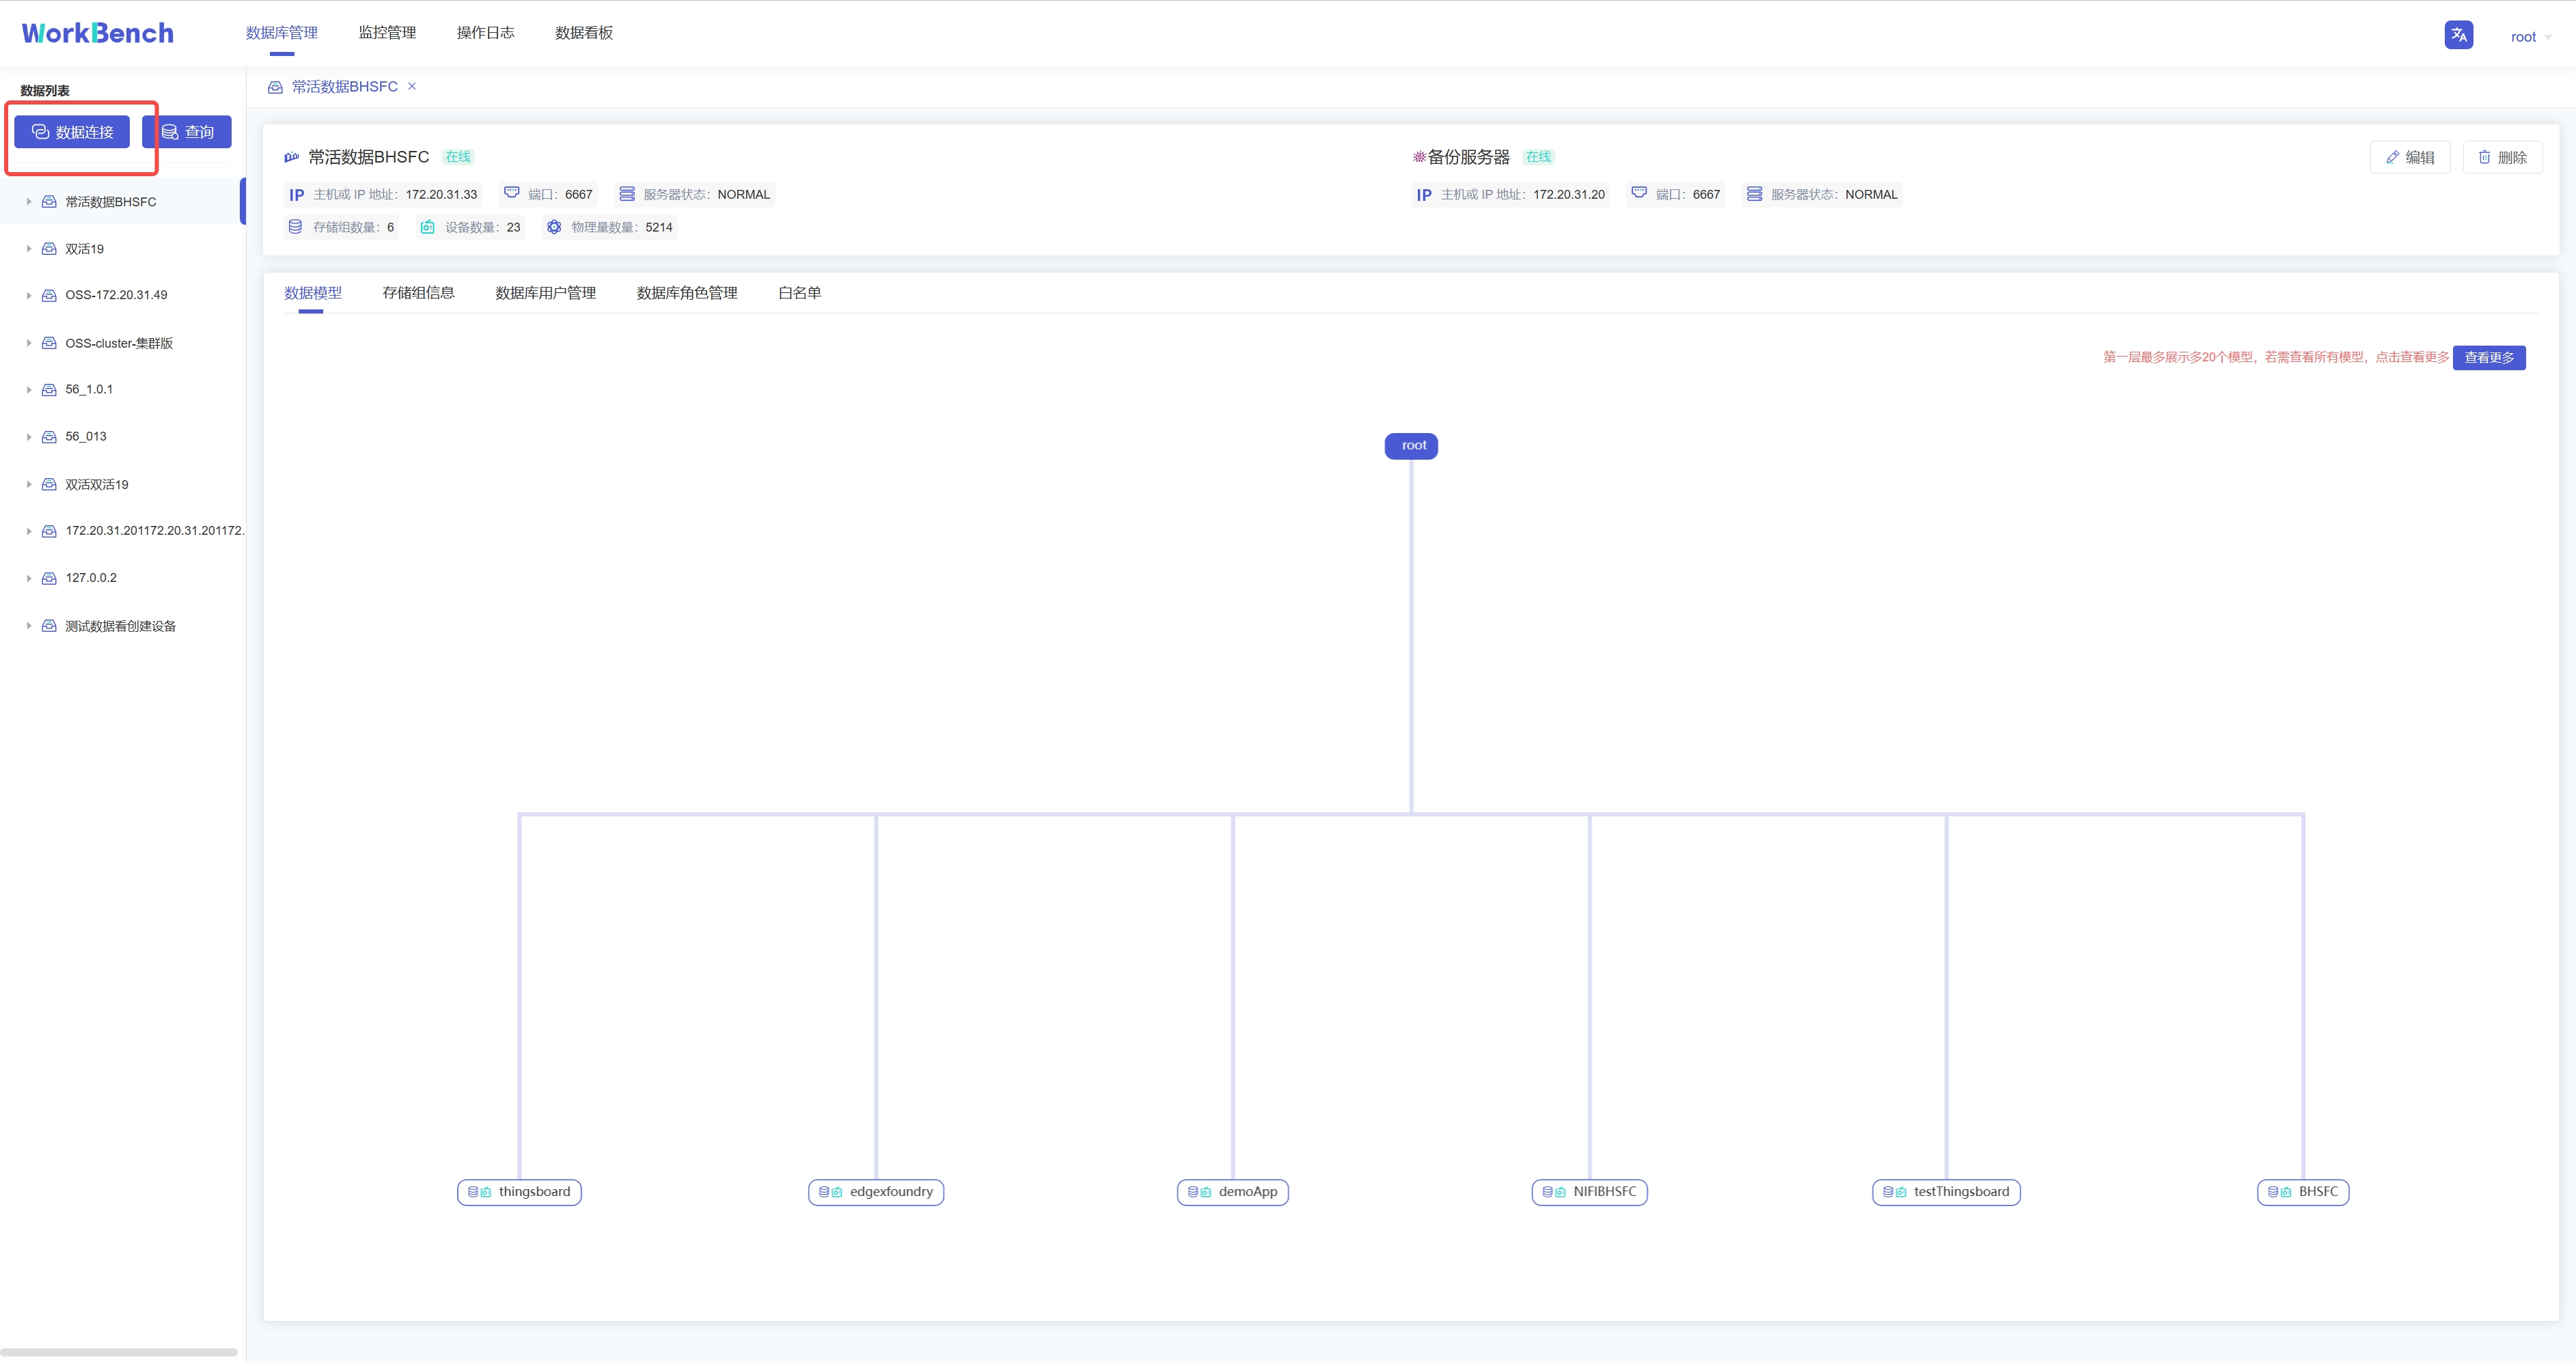 WorkBench
数据库管理 监控管理 操作日志 数据看板
root
数据列表
数据连接 查询
常活数据BHSFC
双活19
OSS-172.20.31.49
OSS-cluster-集群版
56_1.0.1
56_013
双活双活19
172.20.31.201172.20.31.201172.
127.0.0.2
测试数据看创建设备
常活数据BHSFC ×
常活数据BHSFC 在线
IP 主机或 IP 地址: 172.20.31.33 端口: 6667 服务器状态: NORMAL
存储组数量: 6 设备数量: 23 物理量数量: 5214
备份服务器 在线
IP 主机或 IP 地址: 172.20.31.20 端口: 6667 服务器状态: NORMAL
编辑 删除
数据模型 存储组信息 数据库用户管理 数据库角色管理 白名单
第一层最多展示多20个模型，若需查看所有模型，点击查看更多 查看更多
root
thingsboard edgexfoundry demoApp NIFIBHSFC testThingsboard BHSFC